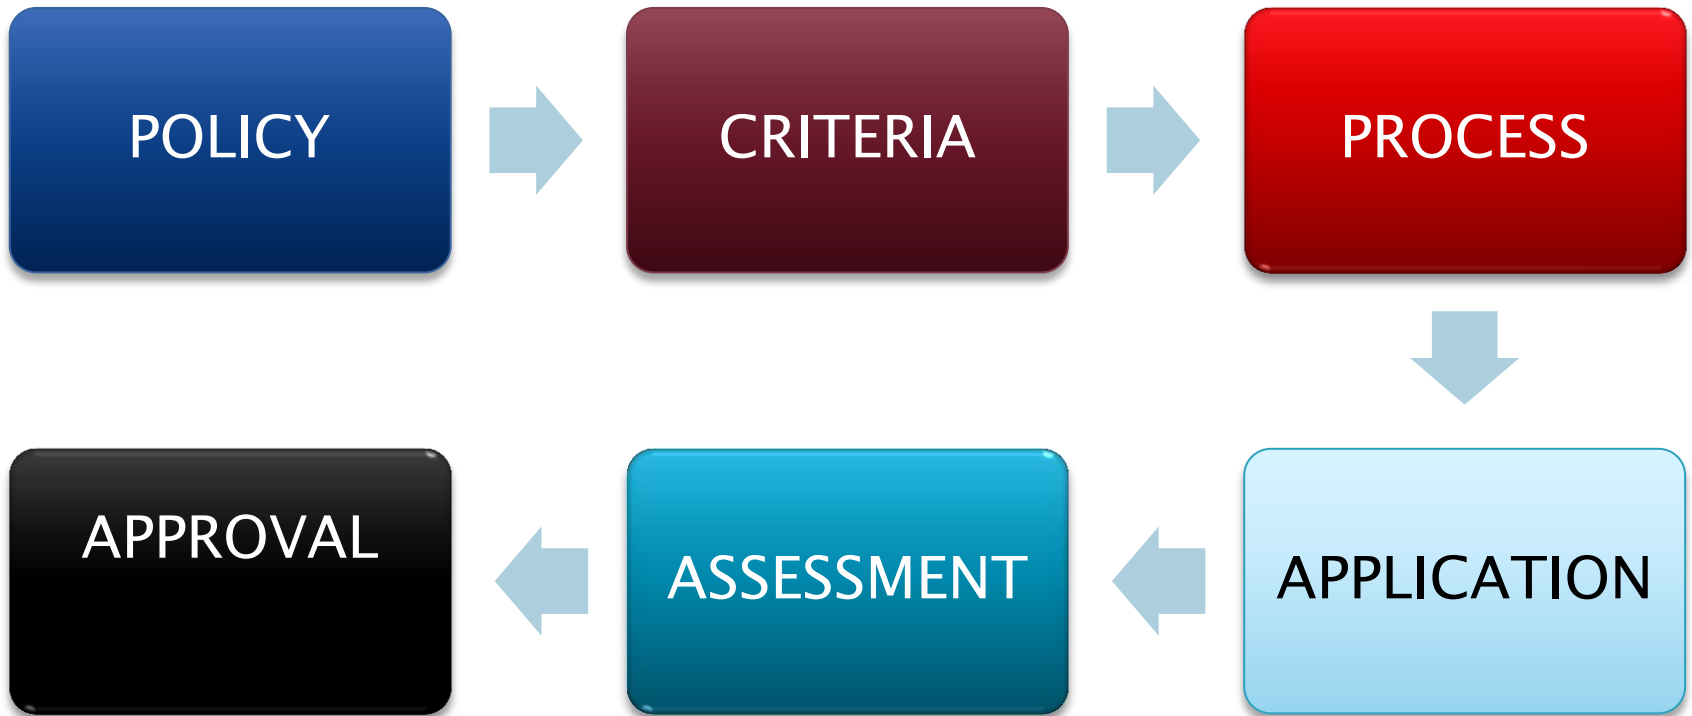 POLICY
CRITERIA
PROCESS
APPLICATION
ASSESSMENT
APPROVAL